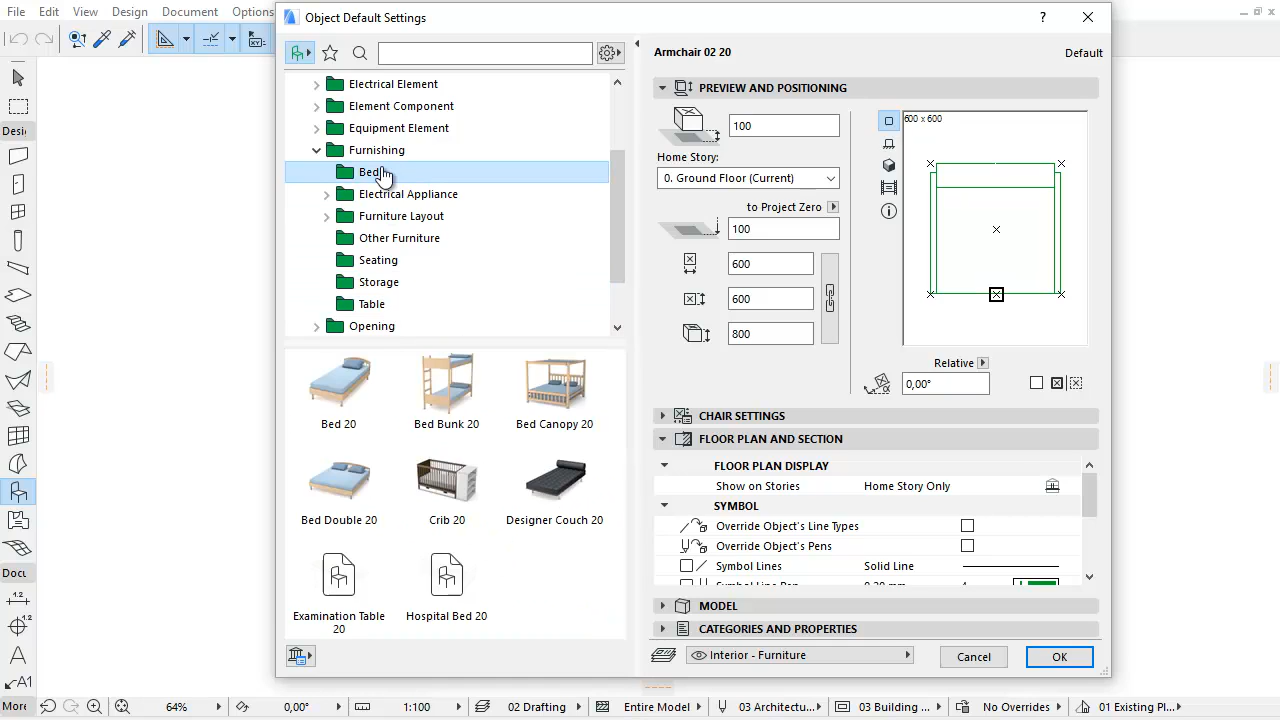 File Edit View Design Document Options
Object Default Settings
?
Armchair 02 20
Default
Electrical Element
Element Component
Equipment Element
Furnishing
Bed
Electrical Appliance
Furniture Layout
Other Furniture
Seating
Storage
Table
Opening
Bed 20
Bed Bunk 20
Bed Canopy 20
Bed Double 20
Crib 20
Designer Couch 20
Examination Table
20
Hospital Bed 20
PREVIEW AND POSITIONING
100
Home Story:
0. Ground Floor (Current)
to Project Zero
100
600
600
800
600 x 600
Relative
0,00°
CHAIR SETTINGS
FLOOR PLAN AND SECTION
FLOOR PLAN DISPLAY
Show on Stories Home Story Only
SYMBOL
Override Object's Line Types
Override Object's Pens
Symbol Lines Solid Line
MODEL
CATEGORIES AND PROPERTIES
Interior - Furniture
Cancel
OK
Desi
Docu
1.2
A
A1
More
64%
0,00°
1:100
02 Drafting
Entire Model
03 Architectu...
03 Building ...
No Overrides
01 Existing Pl...